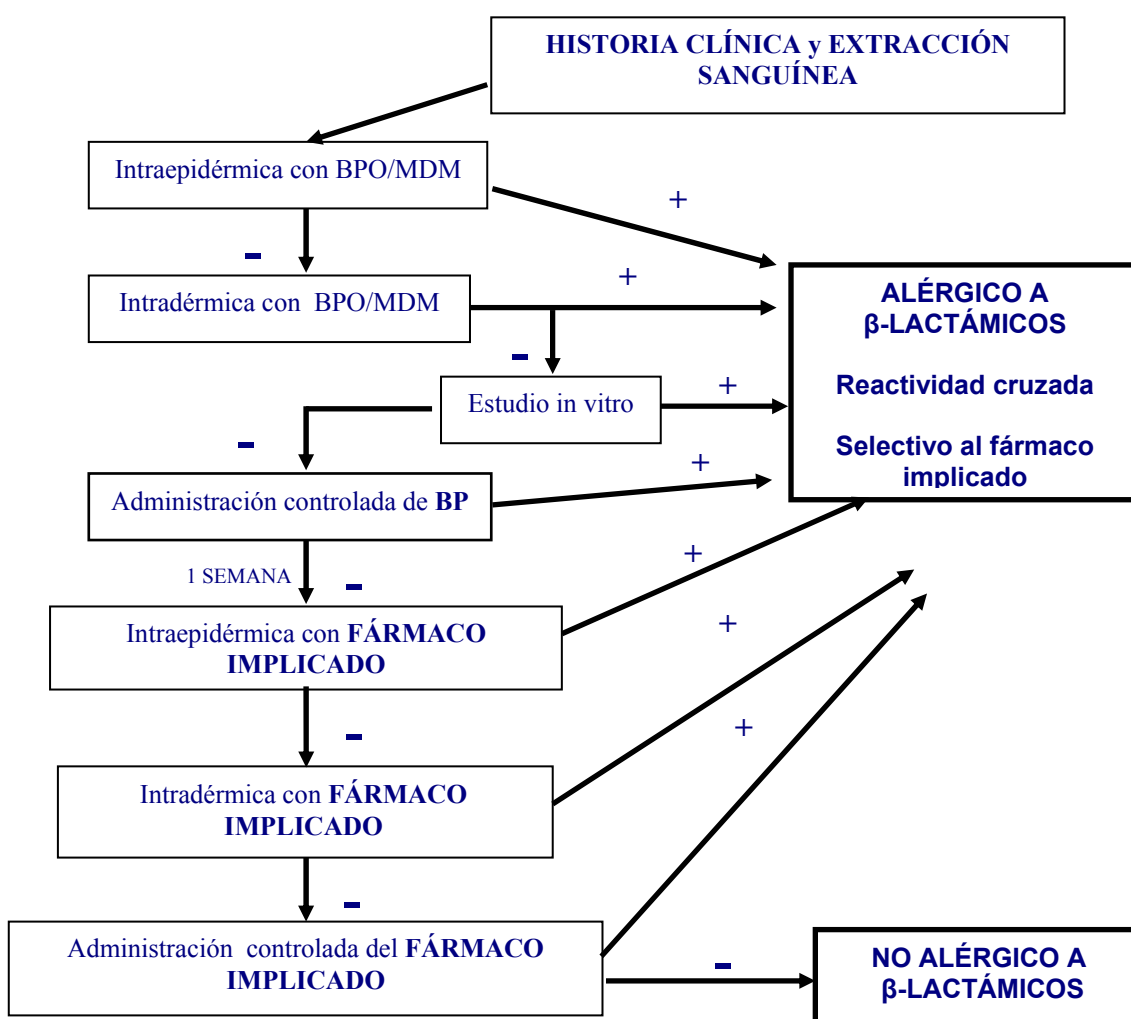 HISTORIA CLÍNICA y EXTRACCIÓN
SANGUÍNEA
Intraepidérmica con BPO/MDM
+
-
Intradérmica con BPO/MDM
+
ALÉRGICO A
β-LACTÁMICOS
Reactividad cruzada
Selectivo al fármaco
implicado
-
Estudio in vitro
+
-
Administración controlada de BP
+
1 SEMANA
-
Intraepidérmica con FÁRMACO
IMPLICADO
+
-
Intradérmica con FÁRMACO
IMPLICADO
+
-
Administración controlada del FÁRMACO
IMPLICADO
+
-
NO ALÉRGICO A
β-LACTÁMICOS